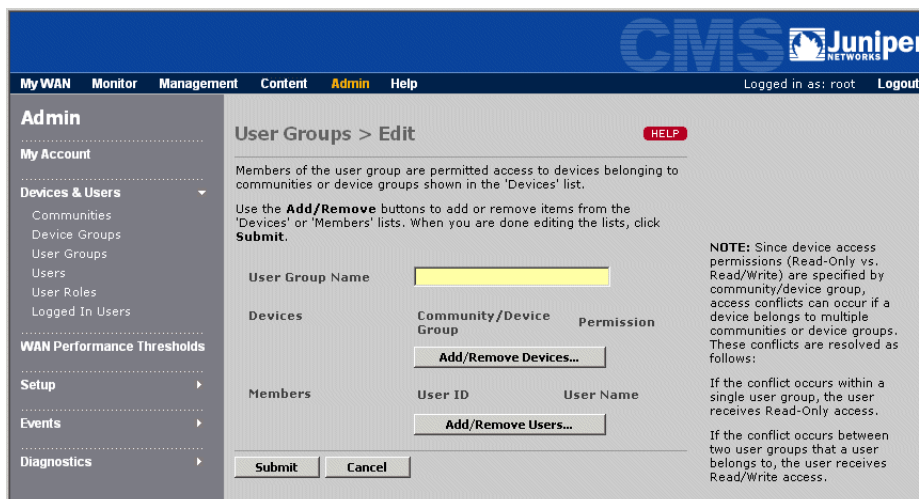 CMS
Juniper
NETWORKS
My WAN Monitor Management Content Admin Help
Logged in as: root Logout
Admin
My Account
Devices & Users
Communities
Device Groups
User Groups
Users
User Roles
Logged In Users
WAN Performance Thresholds
Setup
Events
Diagnostics
User Groups > Edit
HELP
Members of the user group are permitted access to devices belonging to
communities or device groups shown in the 'Devices' list.
Use the Add/Remove buttons to add or remove items from the
'Devices' or 'Members' lists. When you are done editing the lists, click
Submit.
User Group Name
Devices
Community/Device
Group
Permission
Add/Remove Devices...
Members
User ID
User Name
Add/Remove Users...
Submit
Cancel
NOTE: Since device access
permissions (Read-Only vs.
Read/Write) are specified by
community/device group,
access conflicts can occur if a
device belongs to multiple
communities or device groups.
These conflicts are resolved as
follows:
If the conflict occurs within a
single user group, the user
receives Read-Only access.
If the conflict occurs between
two user groups that a user
belongs to, the user receives
Read/Write access.